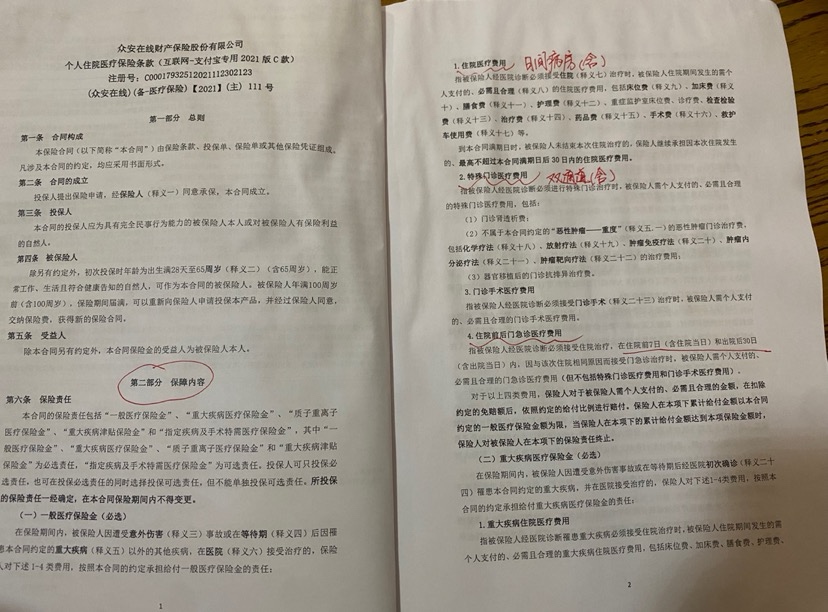 众安在线财产保险股份有限公司
个人住院医疗保险条款（互联网-支付宝专用 2021 版 C 款）
注册号：C00017932512021112302123
（众安在线）（备-医疗保险）【2021】（主）111 号
第一部分 总则
第一条 合同构成
本保险合同（以下简称“本合同”）由保险条款、投保单、保险单或其他保险凭证组成。
凡涉及本合同的约定，均应采用书面形式。
第二条 合同的成立
投保人提出保险申请，经保险人（释义一）同意承保，本合同成立。
第三条 投保人
本合同的投保人应为具有完全民事行为能力的被保险人本人或对被保险人有保险利益
的自然人。
第四条 被保险人
除另有约定外，初次投保时年龄为出生满28天至65周岁（释义二）（含65周岁），能正
常工作、生活且符合健康告知的自然人，可作为本合同的被保险人。被保险人年满100周岁
前（含100周岁），保险期间届满，可以重新向保险人申请投保本产品，并经过保险人同意，
交纳保险费，获得新的保险合同。
第五条 受益人
除本合同另有约定外，本合同保险金的受益人为被保险人本人。
第二部分 保障内容
第六条 保险责任
本合同的保险责任包括“一般医疗保险金”、“重大疾病医疗保险金”、“质子重离子
医疗保险金”、“重大疾病津贴保险金”和“指定疾病及手术特需医疗保险金”，其中“一
般医疗保险金”、“重大疾病医疗保险金”、“质子重离子医疗保险金”和“重大疾病津贴
保险金”为必选责任，“指定疾病及手术特需医疗保险金”为可选责任。投保人可只投保必
选责任，也可在投保必选责任的同时选择投保可选责任，但不能单独投保可选责任。所投保
的保险责任一经确定，在本合同保险期间内不得变更。
（一）一般医疗保险金（必选）
在保险期间内，被保险人因遭受意外伤害（释义三）事故或在等待期（释义四）后因罹
患本合同约定的重大疾病（释义五）以外的其他疾病，在医院（释义六）接受治疗的，保险
人对下述1-4 类费用，按照本合同的约定承担给付一般医疗保险金的责任：
1
1.住院医疗费用 日间病房（含）
指被保险人经医院诊断必须接受住院（释义七）治疗时，被保险人住院期间发生的需个
人支付的、必需且合理（释义八）的住院医疗费用，包括床位费（释义九）、加床费（释义
十）、膳食费（释义十一）、护理费（释义十二）、重症监护室床位费、诊疗费、检查检验
费（释义十三）、治疗费（释义十四）、药品费（释义十五）、手术费（释义十六）、救护
车使用费（释义十七）等。
到本合同满期日时，被保险人未结束本次住院治疗的，保险人继续承担因本次住院发生
的、最高不超过本合同满期日后 30 日内的住院医疗费用。
2.特殊门诊医疗费用 （含）
指被保险人经医院诊断必须进行特殊门诊治疗时，被保险人需个人支付的、必需且合理
的特殊门诊医疗费用，包括：
（1）门诊肾透析费；
（2）不属于本合同约定的“恶性肿瘤——重度”（释义五.一）的恶性肿瘤门诊治疗费，
包括化学疗法（释义十八）、放射疗法（释义十九）、肿瘤免疫疗法（释义二十）、肿瘤内
分泌疗法（释义二十一）、肿瘤靶向疗法（释义二十二）的治疗费用；
（3）器官移植后的门诊抗排异治疗费。
3.门诊手术医疗费用
指被保险人经医院诊断必须接受门诊手术（释义二十三）治疗时，被保险人需个人支付
的、必需且合理的门诊手术医疗费用。
4.住院前后门急诊医疗费用
指被保险人经医院诊断必须接受住院治疗，在住院前7日（含住院当日）和出院后30日
（含出院当日）内，因与该次住院相同原因而接受门急诊治疗时，被保险人需个人支付的、
必需且合理的门急诊医疗费用（但不包括特殊门诊医疗费用和门诊手术医疗费用）。
对于以上四类费用，保险人对于被保险人需个人支付的、必需且合理的金额，在扣除
约定的免赔额后，依照约定的给付比例进行赔付。保险人在本项下累计给付金额以本合同
约定的一般医疗保险金额为限，当保险人在本项下的累计给付金额达到本项保险金额时，
保险人对被保险人在本项下的保险责任终止。
（二）重大疾病医疗保险金（必选）
在保险期间内，被保险人因遭受意外伤害事故或在等待期后经医院初次确诊（释义二十
四）罹患本合同约定的重大疾病，并在医院接受治疗的，保险人对下述1-4类费用，按照本
合同的约定承担给付重大疾病医疗保险金的责任：
1.重大疾病住院医疗费用
指被保险人经医院诊断罹患重大疾病必须接受住院治疗时，被保险人住院期间发生的需
个人支付的、必需且合理的重大疾病住院医疗费用，包括床位费、加床费、膳食费、护理费、
2